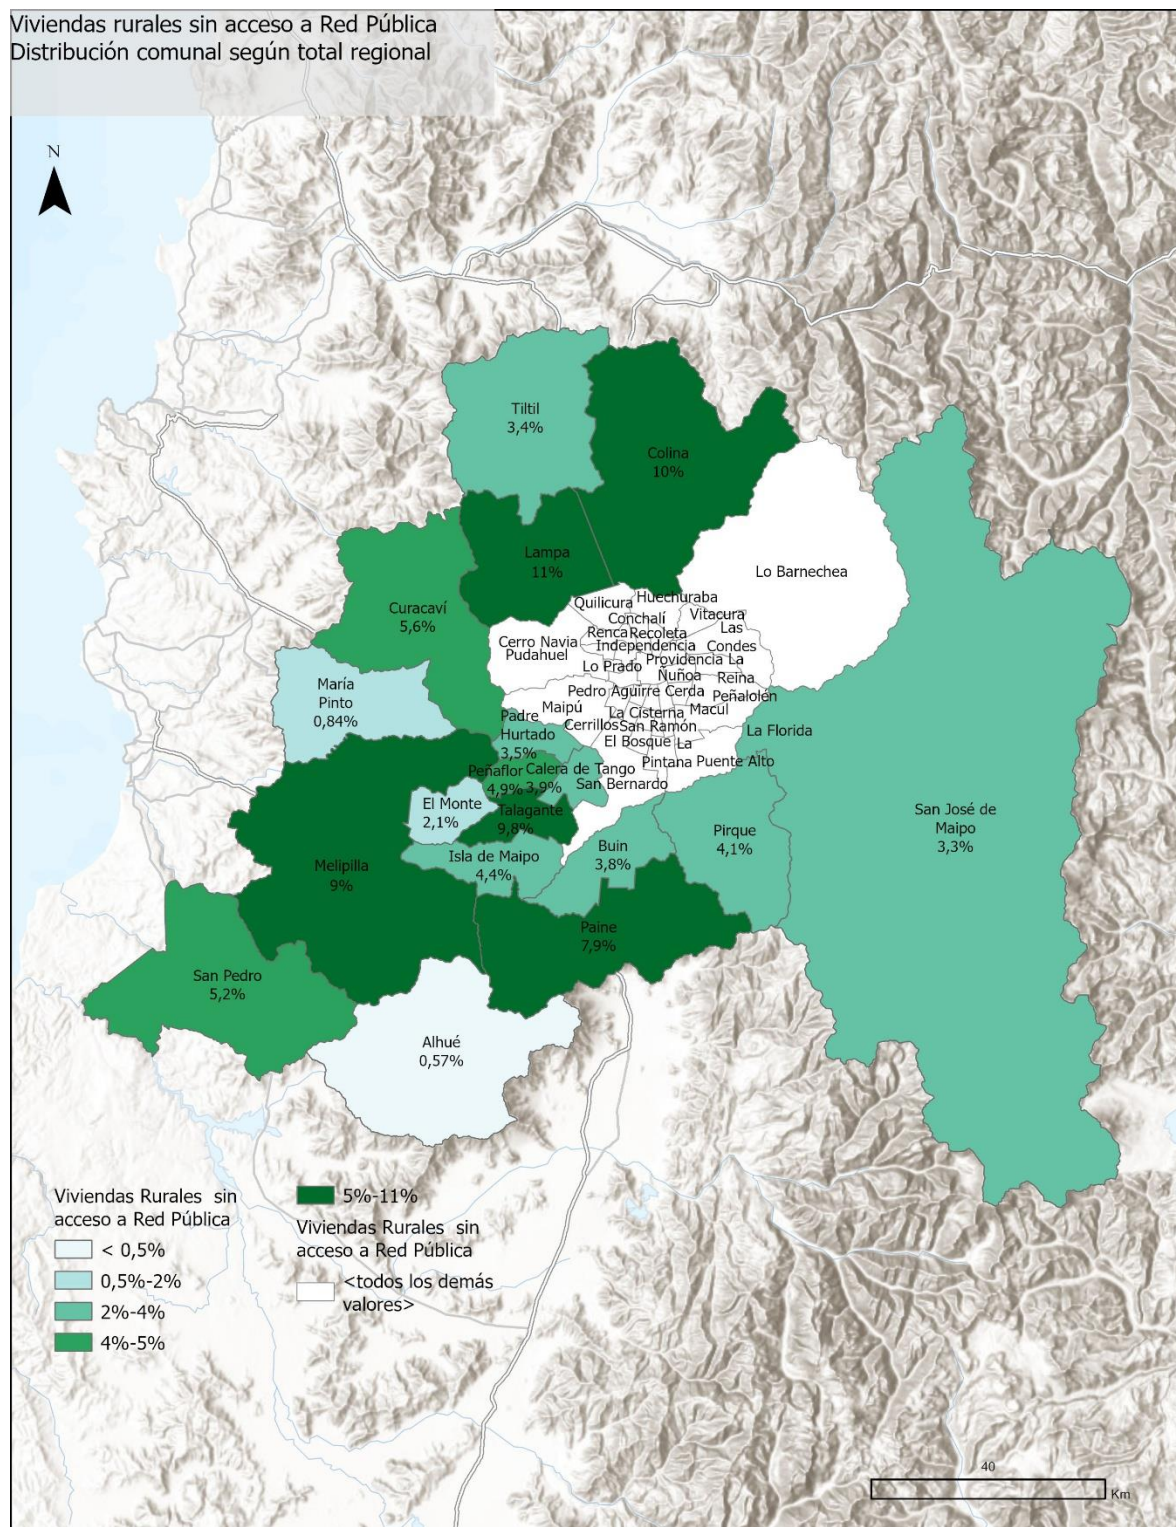 Viviendas rurales sin acceso a Red Pública
Distribución comunal según total regional
N
Tiltil
3,4%
Colina
10%
Lampa
11%
Lo Barnechea
Curacaví
5,6%
Quilicura
Huechuraba
Conchalí
Vitacura
Renca
Recoleta
Las
Condes
Cerro Navia
Independencia
Pudahuel
Lo Prado
Providencia
La
Reina
Ñuñoa
María
Pinto
0,84%
Pedro Aguirre Cerda
Peñalolén
Maipú
La Cisterna
Macul
Padre
Hurtado
3,5%
Cerrillos
San Ramón
La Florida
El Bosque
La
Pintana
Puente Alto
Peñaflor
4,9%
Calera de Tango
3,9%
San Bernardo
El Monte
2,1%
Talagante
9,8%
San José de
Maipo
3,3%
Pirque
4,1%
Buin
3,8%
Isla de Maipo
4,4%
Melipilla
9%
Paine
7,9%
San Pedro
5,2%
Alhué
0,57%
Viviendas Rurales sin
acceso a Red Pública
< 0,5%
0,5%-2%
2%-4%
4%-5%
5%-11%
Viviendas Rurales sin
acceso a Red Pública
<todos los demás
valores>
40
Km